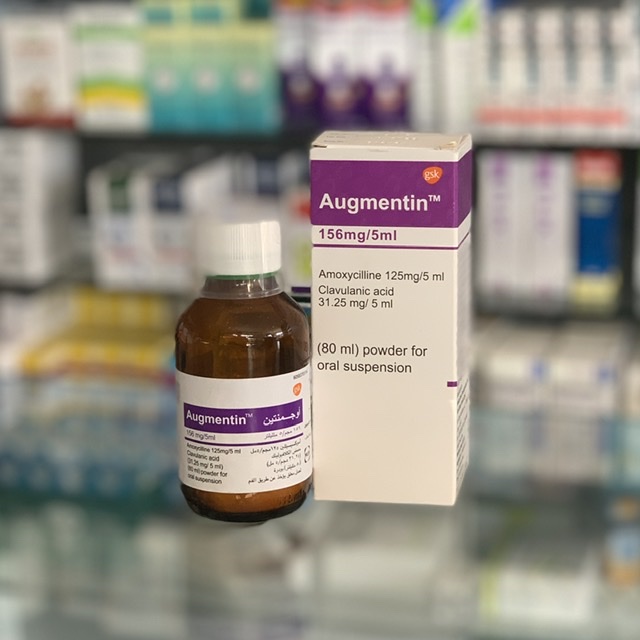 gsk
Augmentin™
156mg/5ml
Amoxycilline 125mg/5 ml
Clavulanic acid
31.25 mg/ 5 ml
(80 ml) powder for
oral suspension
gsk
Augmentin™ أوجـمنتين
156 mg/5ml
Amoxycilline 125mg/5 ml
Clavulanic acid
(31.25 mg/ 5 ml)
(80 ml) powder for
oral suspension